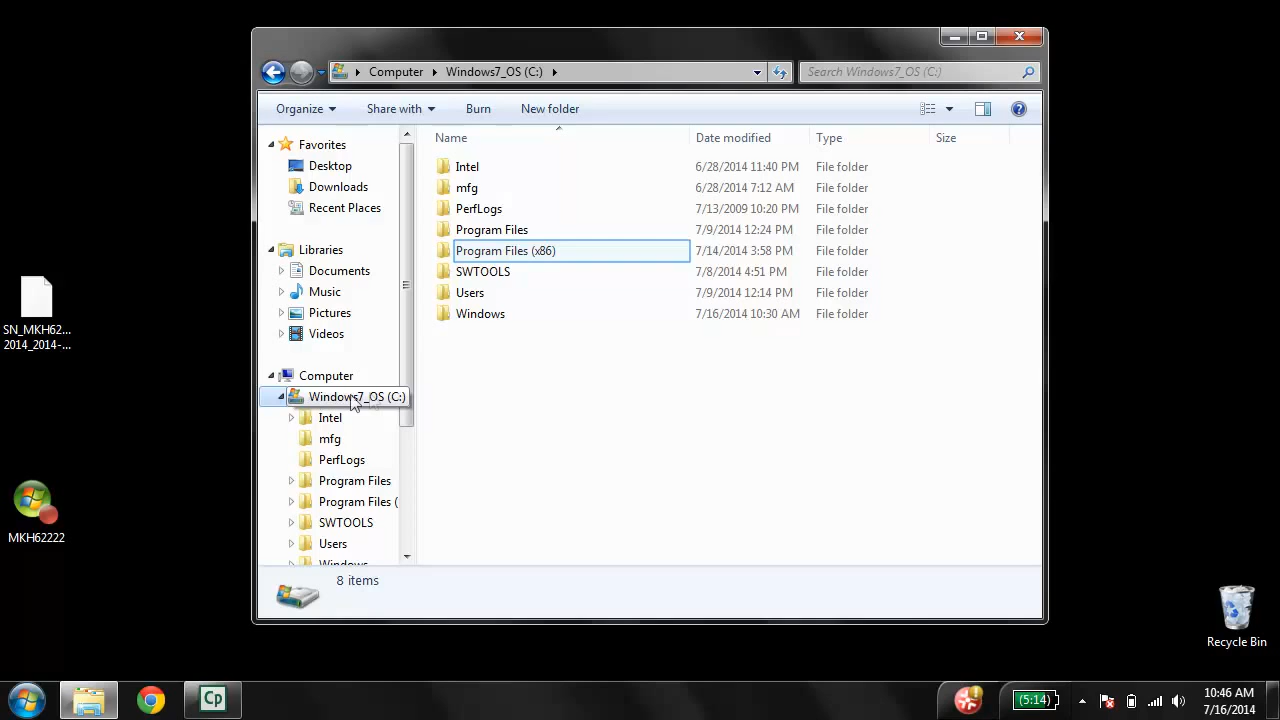 Computer
Windows7_OS (C:)
Search Windows7_OS (C:)
Organize
Share with
Burn
New folder
Favorites
Desktop
Downloads
Recent Places
Libraries
Documents
Music
Pictures
Videos
Computer
Windows7_OS (C:)
Intel
mfg
PerfLogs
Program Files
Program Files (
SWTOOLS
Users
Windows
Name
Date modified
Type
Size
Intel 6/28/2014 11:40 PM File folder
mfg 6/28/2014 7:12 AM File folder
PerfLogs 7/13/2009 10:20 PM File folder
Program Files 7/9/2014 12:24 PM File folder
Program Files (x86) 7/14/2014 3:58 PM File folder
SWTOOLS 7/8/2014 4:51 PM File folder
Users 7/9/2014 12:14 PM File folder
Windows 7/16/2014 10:30 AM File folder
8 items
SN_MKH62...
2014_2014-...
MKH62222
Recycle Bin
Cp
(5:14)
10:46 AM
7/16/2014